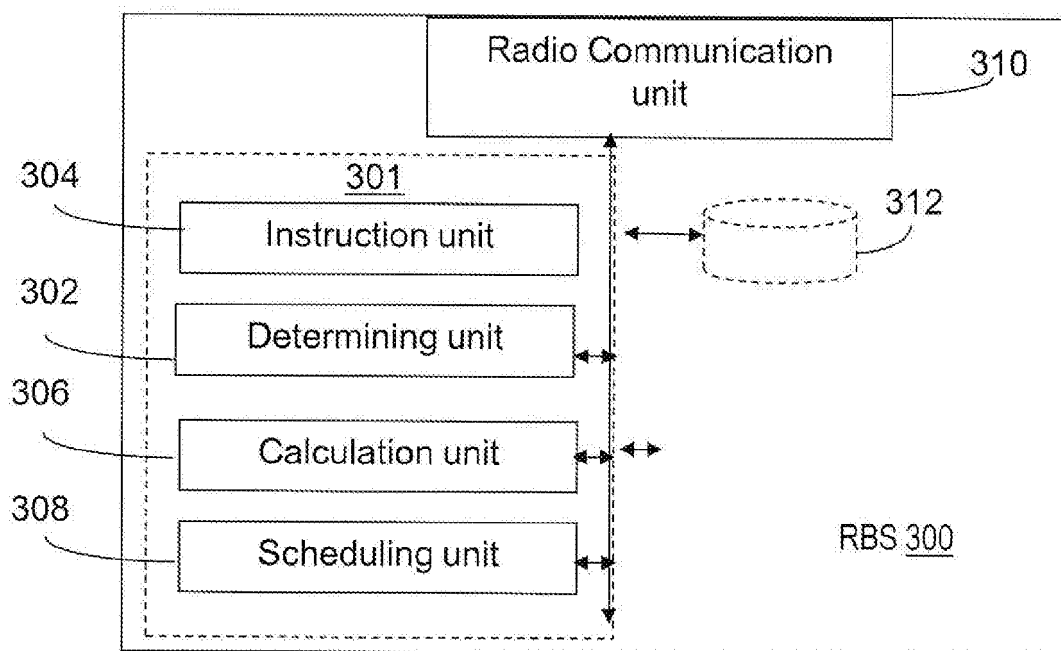 Radio Communication
unit
310
304
301
Instruction unit
312
302
Determining unit
306
Calculation unit
308
Scheduling unit
RBS 300